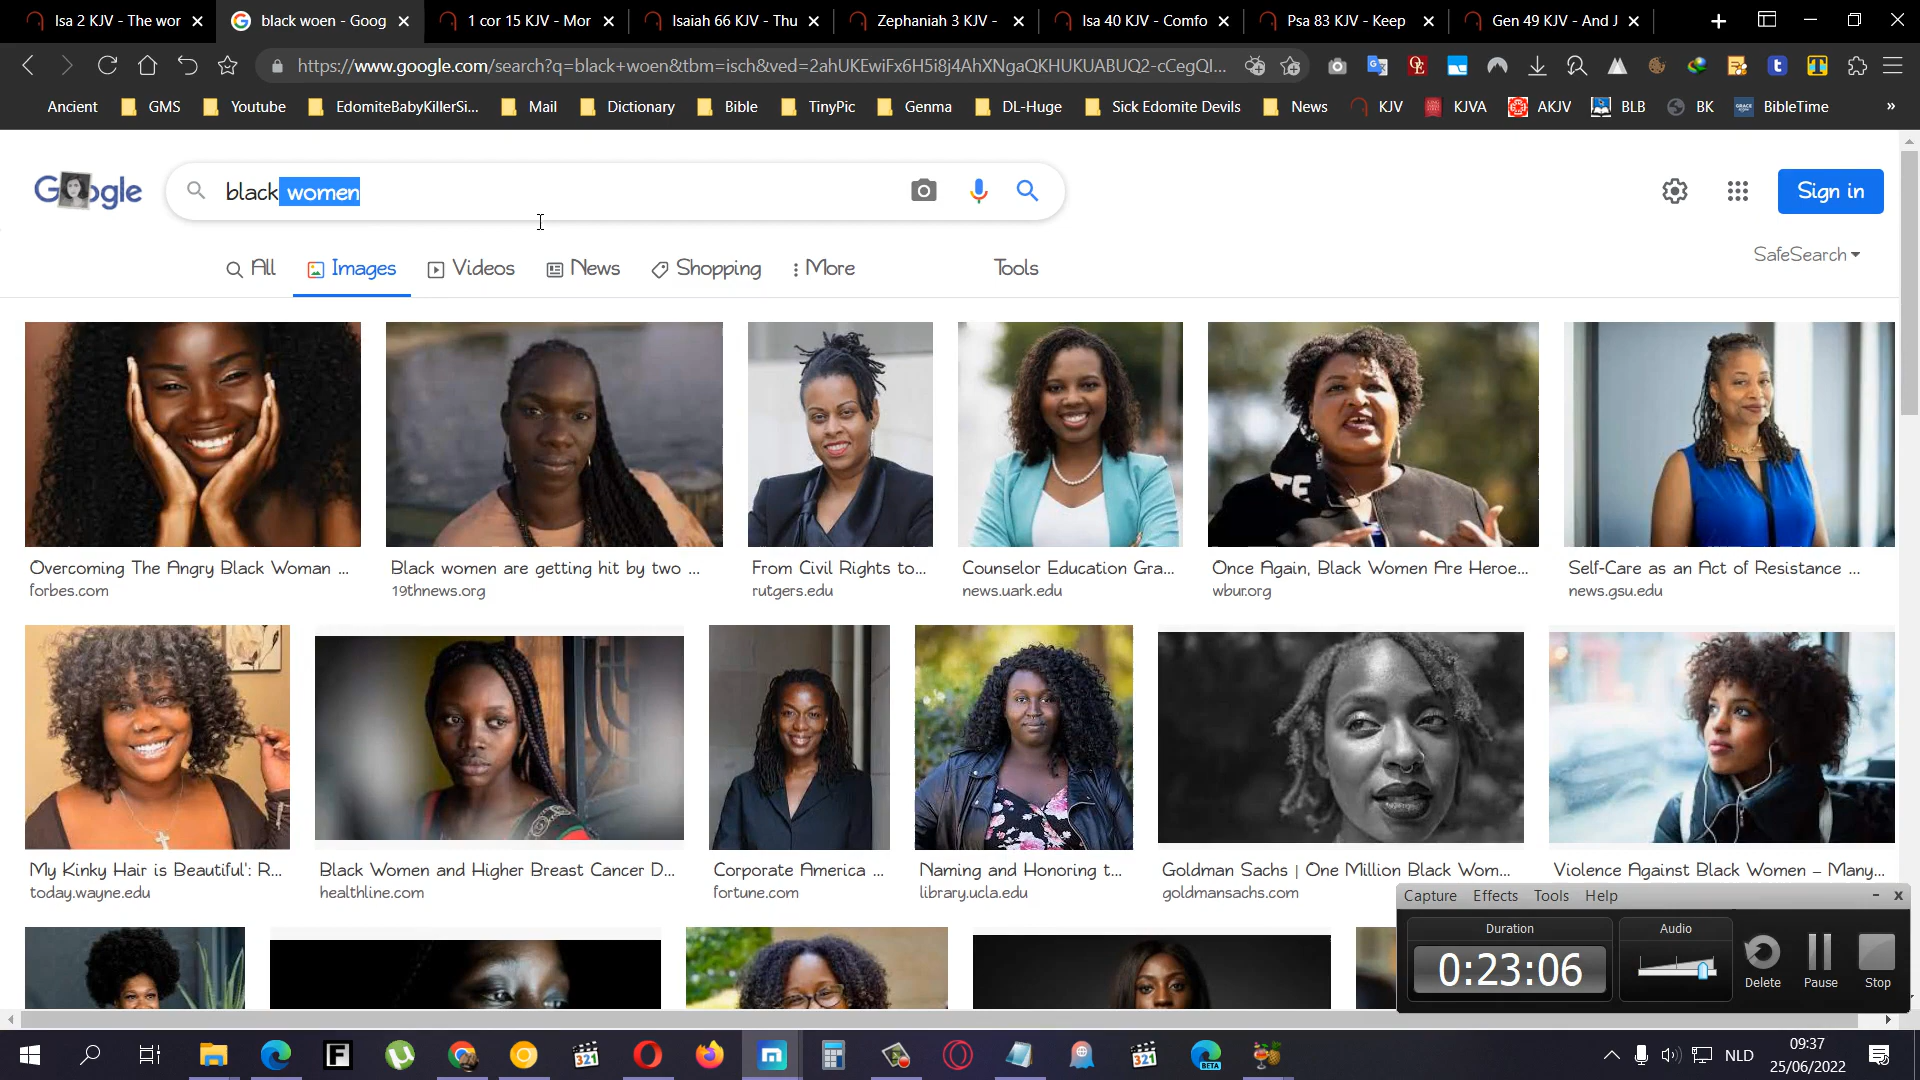 Isa 2 KJV - The wor
black woen - Goog
1 cor 15 KJV - Mor
Isaiah 66 KJV - Thu
Zephaniah 3 KJV -
Isa 40 KJV - Comfo
Psa 83 KJV - Keep
Gen 49 KJV - And J
https://www.google.com/search?q=black+woen&tbm=isch&ved=2ahUKEwiFx6H5i8j4AhXNgaQKHUKUABUQ2-cCegQI...
Ancient
GMS
Youtube
EdomiteBabyKillerSi...
Mail
Dictionary
Bible
TinyPic
Genma
DL-Huge
Sick Edomite Devils
News
KJV
KJVA
AKJV
BLB
BK
BibleTime
Google
black women
Sign in
All
Images
Videos
News
Shopping
More
Tools
SafeSearch
Overcoming The Angry Black Woman ...
forbes.com
Black women are getting hit by two ...
19thnews.org
From Civil Rights to...
rutgers.edu
Counselor Education Gra...
news.uark.edu
Once Again, Black Women Are Heroe...
wbur.org
Self-Care as an Act of Resistance ...
news.gsu.edu
My Kinky Hair is Beautiful': R...
today.wayne.edu
Black Women and Higher Breast Cancer D...
healthline.com
Corporate America ...
fortune.com
Naming and Honoring t...
library.ucla.edu
Goldman Sachs | One Million Black Wom...
goldmansachs.com
Violence Against Black Women – Many...
Capture
Effects
Tools
Help
Duration
0:23:06
Audio
Delete
Pause
Stop
NLD
09:37
25/06/2022